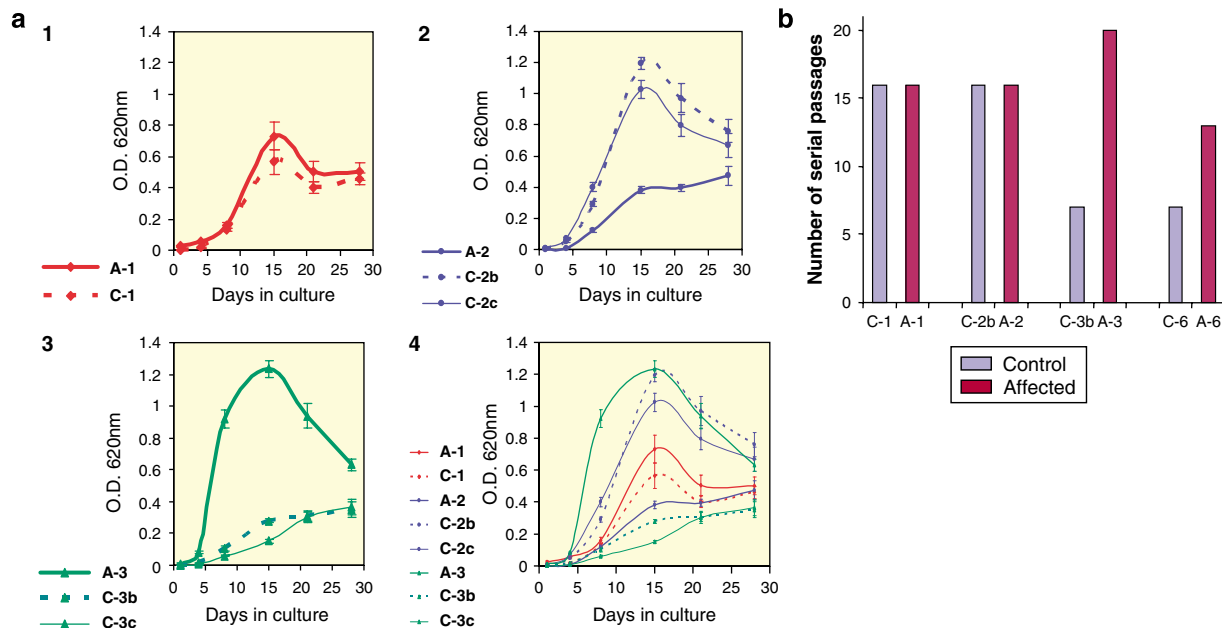 a
1
1.4
1.2
1
0.8
0.6
0.4
0.2
0
O.D. 620nm
0 5 10 15 20 25 30
Days in culture
A-1
C-1
2
1.4
1.2
1
0.8
0.6
0.4
0.2
0
O.D. 620nm
0 5 10 15 20 25 30
Days in culture
A-2
C-2b
C-2c
b
20
15
10
5
0
Number of serial passages
C-1 A-1 C-2b A-2 C-3b A-3 C-6 A-6
Control
Affected
3
1.4
1.2
1
0.8
0.6
0.4
0.2
0
O.D. 620nm
0 5 10 15 20 25 30
Days in culture
A-3
C-3b
C-3c
4
1.4
1.2
1
0.8
0.6
0.4
0.2
0
O.D. 620nm
0 5 10 15 20 25 30
Days in culture
A-1
C-1
A-2
C-2b
C-2c
A-3
C-3b
C-3c